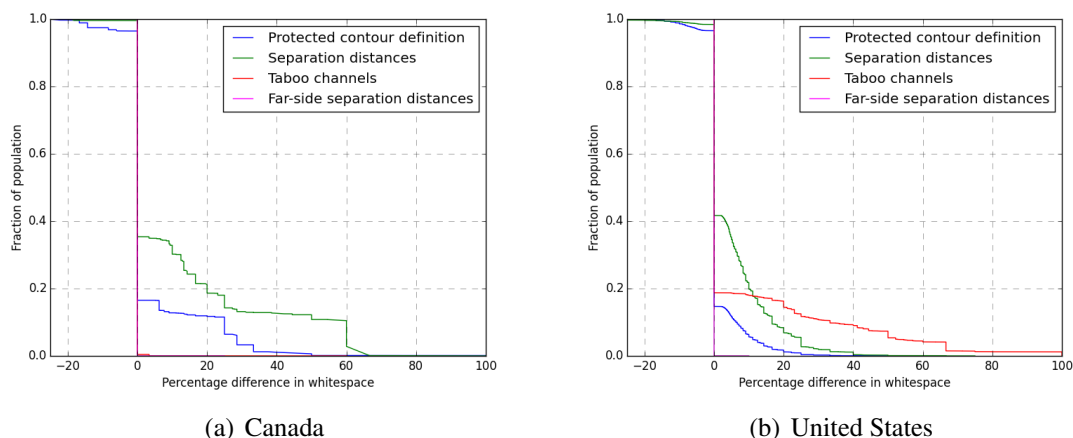 1.0
0.8
0.6
0.4
0.2
0.0
Fraction of population
Protected contour definition
Separation distances
Taboo channels
Far-side separation distances
−20 0 20 40 60 80 100
Percentage difference in whitespace
(a) Canada
1.0
0.8
0.6
0.4
0.2
0.0
Fraction of population
Protected contour definition
Separation distances
Taboo channels
Far-side separation distances
−20 0 20 40 60 80 100
Percentage difference in whitespace
(b) United States